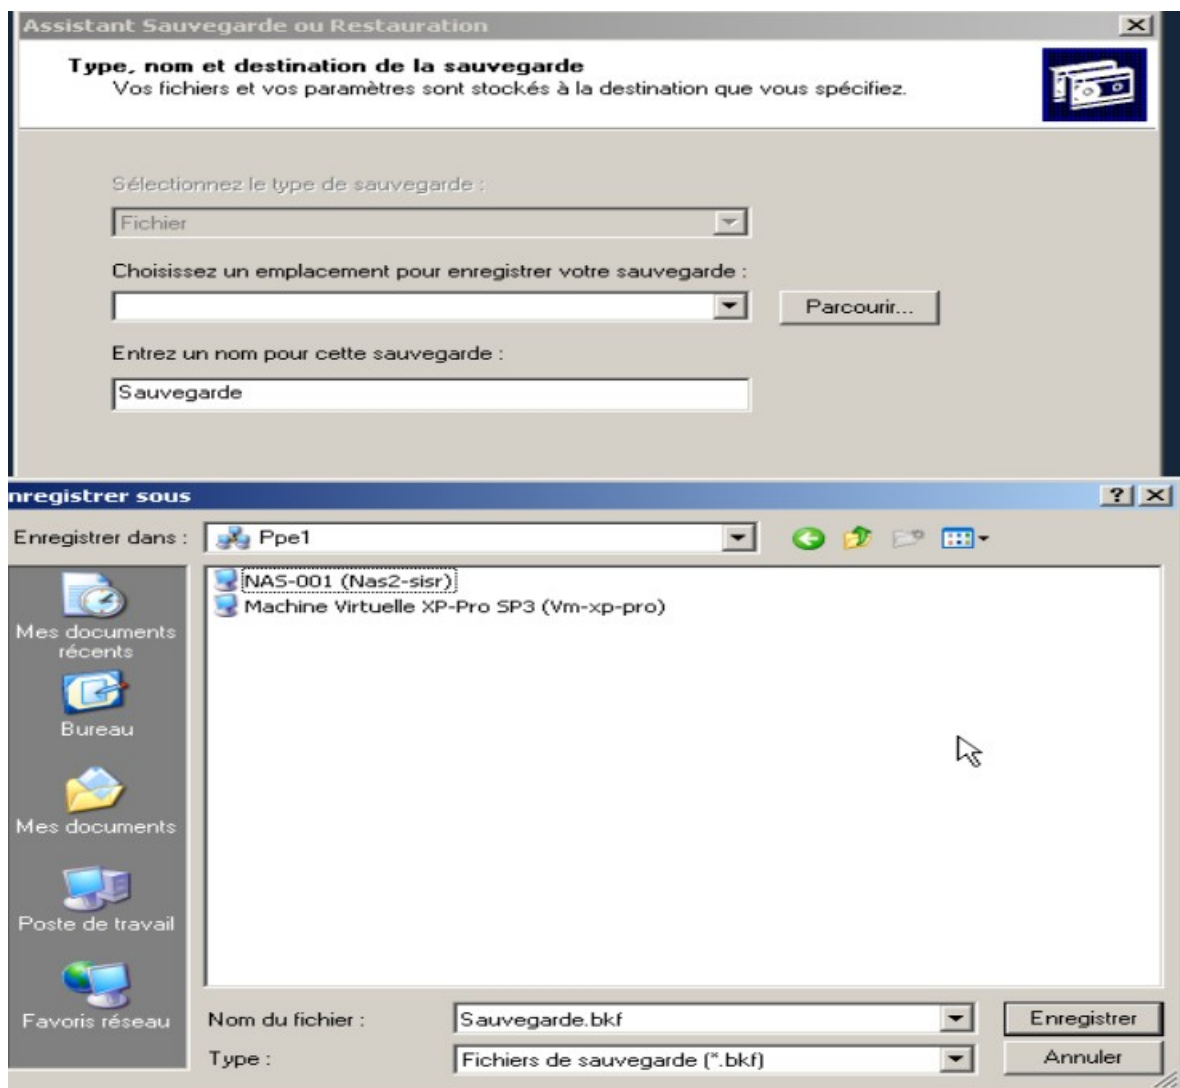 Assistant Sauvegarde ou Restauration
Type, nom et destination de la sauvegarde
Vos fichiers et vos paramètres sont stockés à la destination que vous spécifiez.
Sélectionnez le type de sauvegarde :
Fichier
Choisissez un emplacement pour enregistrer votre sauvegarde :
Parcourir...
Entrez un nom pour cette sauvegarde :
Sauvegarde
nregistrer sous
Enregistrer dans :
Ppe1
NAS-001 (Nas2-sisr)
Machine Virtuelle XP-Pro SP3 (Vm-xp-pro)
Mes documents
récents
Bureau
Mes documents
Poste de travail
Favoris réseau
Nom du fichier :
Sauvegarde.bkf
Enregistrer
Type :
Fichiers de sauvegarde (*.bkf)
Annuler